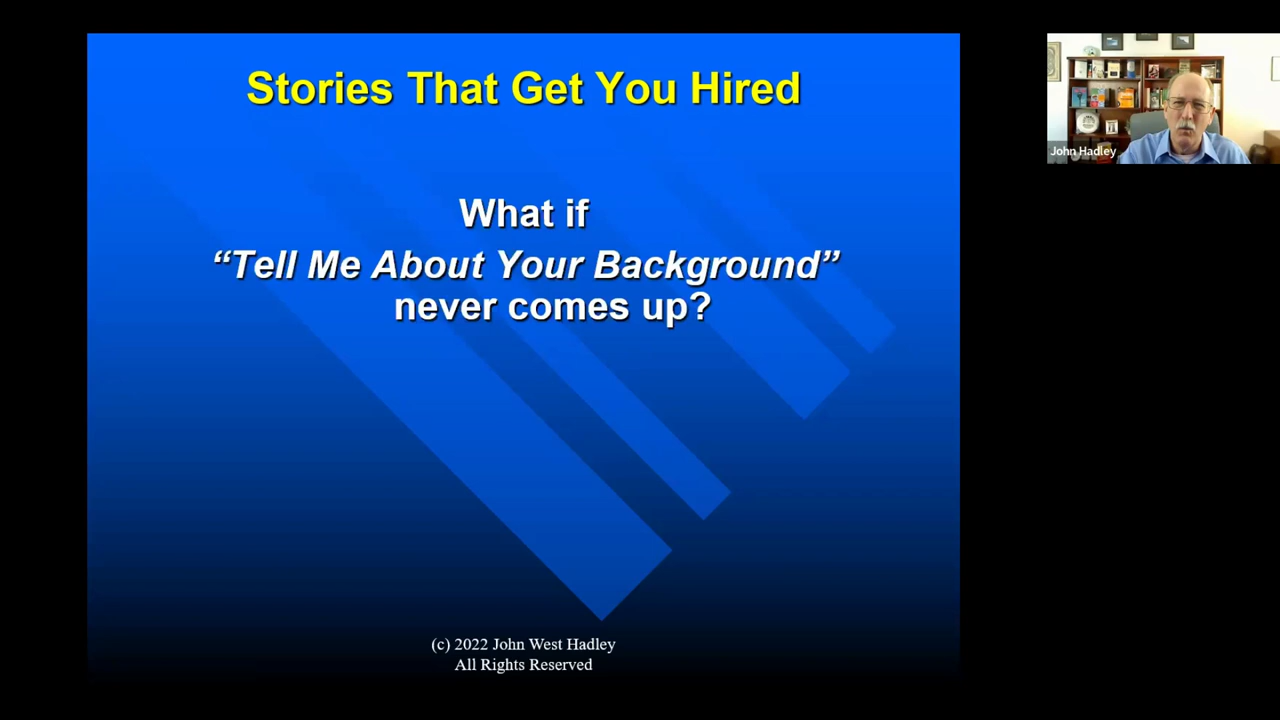 Stories That Get You Hired
What if
“Tell Me About Your Background”
never comes up?
(c) 2022 John West Hadley
All Rights Reserved
John Hadley